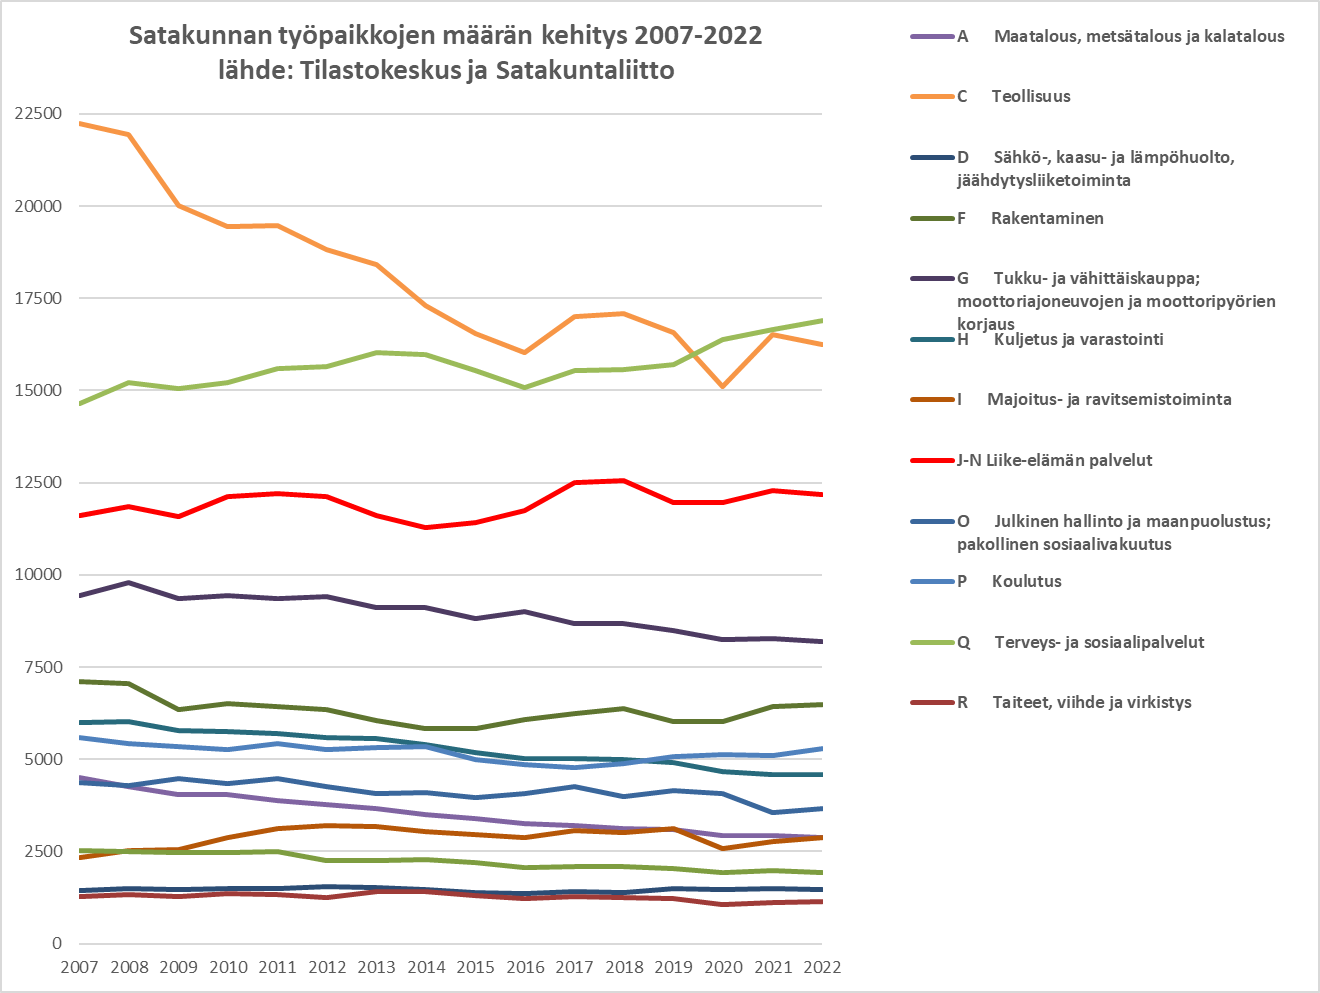 Satakunnan työpaikkojen määrän kehitys 2007-2022
lähde: Tilastokeskus ja Satakuntaliitto
22500
20000
17500
15000
12500
10000
7500
5000
2500
0
2007 2008 2009 2010 2011 2012 2013 2014 2015 2016 2017 2018 2019 2020 2021 2022
A Maatalous, metsätalous ja kalatalous
C Teollisuus
D Sähkö-, kaasu- ja lämpöhuolto,
jäähdytysliiketoiminta
F Rakentaminen
G Tukku- ja vähittäiskauppa;
moottoriajoneuvojen ja moottoripyörien
korjaus
H Kuljetus ja varastointi
I Majoitus- ja ravitsemistoiminta
J-N Liike-elämän palvelut
O Julkinen hallinto ja maanpuolustus;
pakollinen sosiaalivakuutus
P Koulutus
Q Terveys- ja sosiaalipalvelut
R Taiteet, viihde ja virkistys